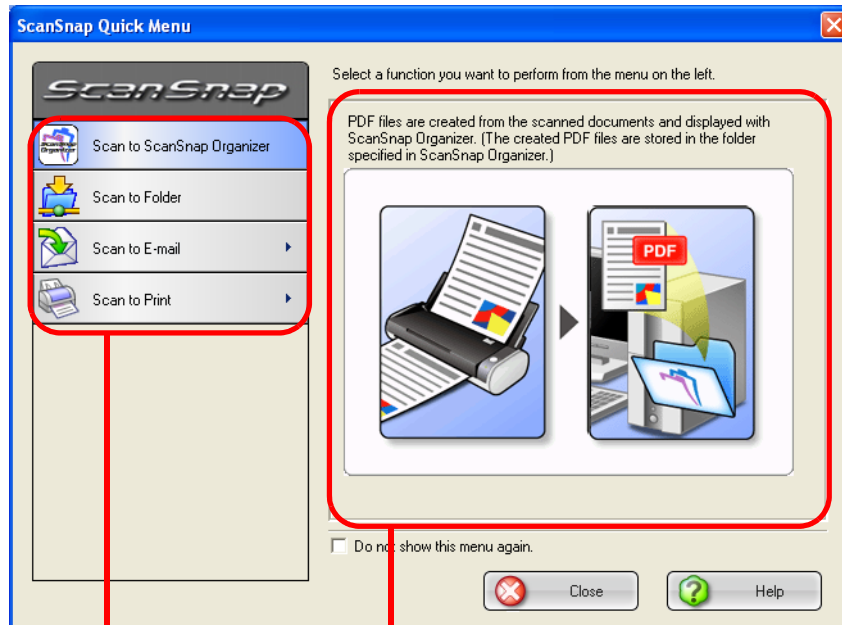 ScanSnap Quick Menu
ScanSnap
Select a function you want to perform from the menu on the left.
Scan to ScanSnap Organizer
Scan to Folder
Scan to E-mail
Scan to Print
PDF files are created from the scanned documents and displayed with
ScanSnap Organizer. (The created PDF files are stored in the folder
specified in ScanSnap Organizer.)
PDF
Do not show this menu again.
Close
Help